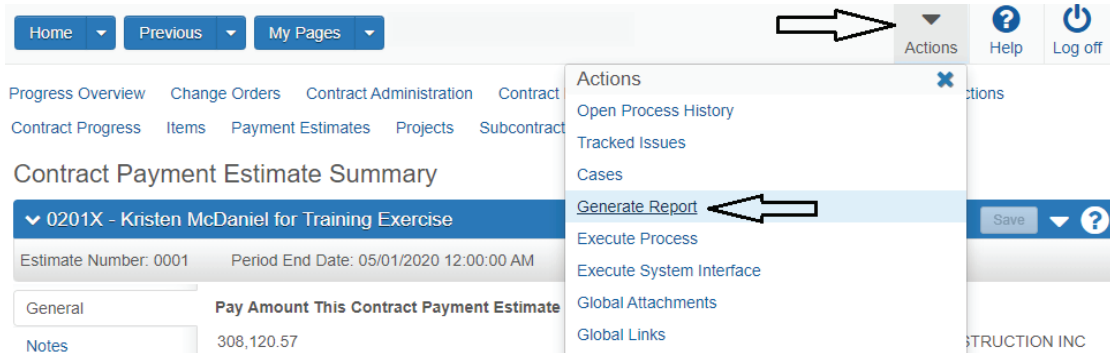 Home Previous My Pages
Actions Help Log off
Progress Overview Change Orders Contract Administration Contract
Contract Progress Items Payment Estimates Projects Subcontract
Contract Payment Estimate Summary
0201X - Kristen McDaniel for Training Exercise Save
Estimate Number: 0001 Period End Date: 05/01/2020 12:00:00 AM
General Pay Amount This Contract Payment Estimate
Notes 308,120.57 STRUCTION INC
Actions
Open Process History
Tracked Issues
Cases
Generate Report
Execute Process
Execute System Interface
Global Attachments
Global Links